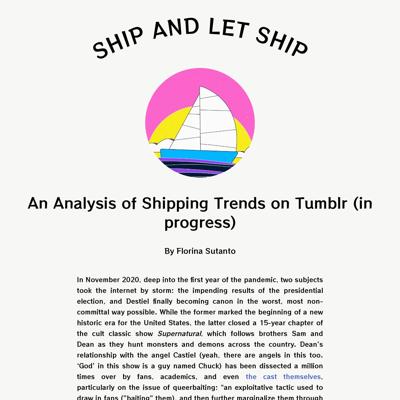 SHIP AND LET SHIP
An Analysis of Shipping Trends on Tumblr (in
progress)
By Florina Sutanto
In November 2020, deep into the first year of the pandemic, two subjects
took the internet by storm: the impending results of the presidential
election, and Destiel finally becoming canon in the worst, most non-
committal way possible. While the former marked the beginning of a new
historic era for the United States, the latter closed a 15-year chapter of
the cult classic show Supernatural, which follows brothers Sam and
Dean as they hunt monsters and demons across the country. Dean's
relationship with the angel Castiel (yeah, there are angels in this too.
'God' in this show is a guy named Chuck) has been dissected a million
times over by fans, academics, and even the cast themselves,
particularly on the issue of queerbaiting: "an exploitative tactic used to
draw in fans ("baiting" them), and then further marginalize them through